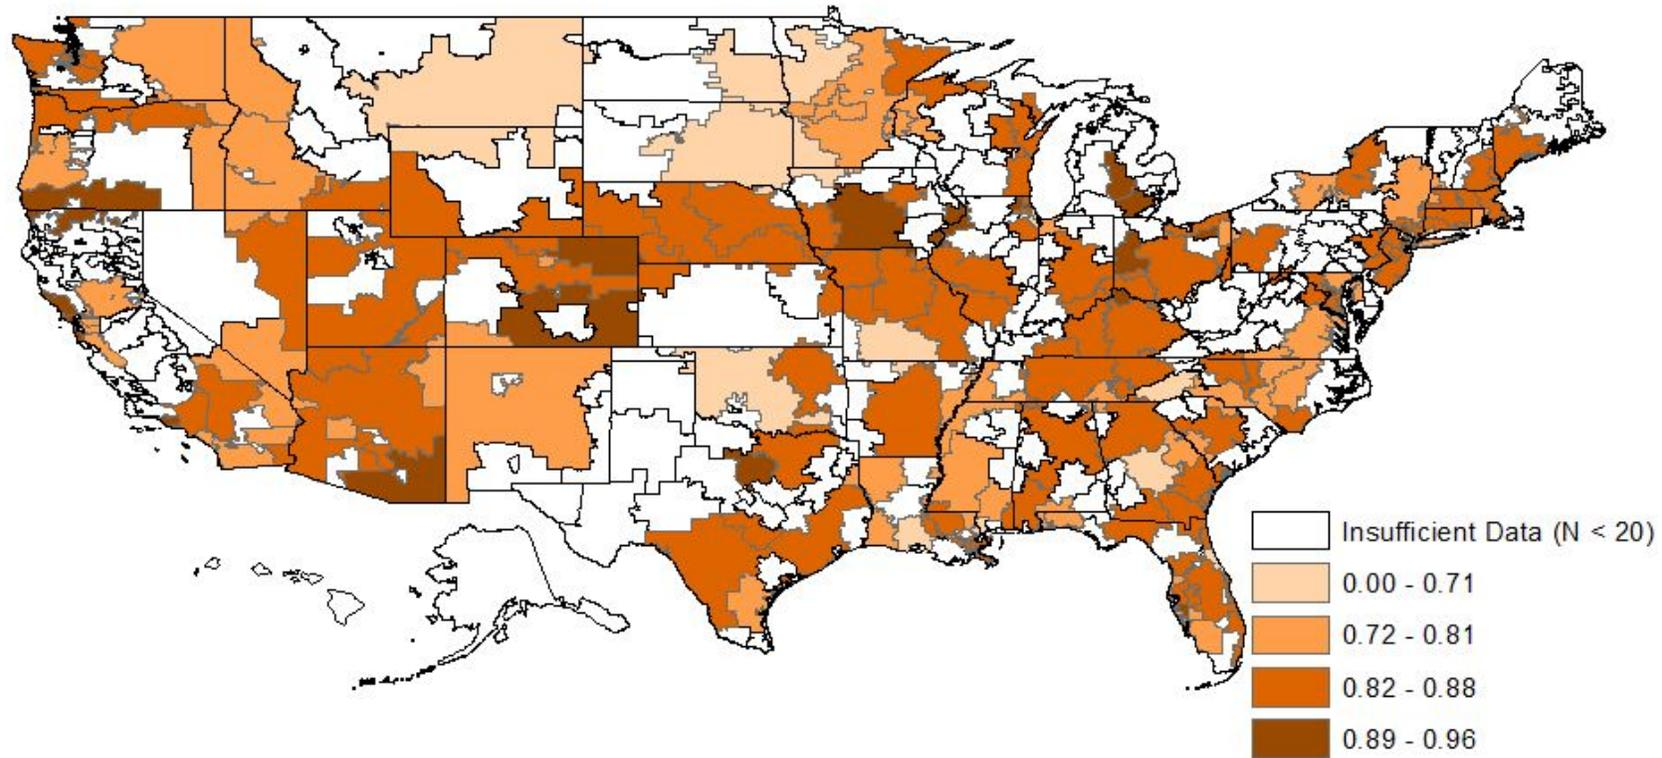 Insufficient Data (N < 20)
0.00 - 0.71
0.72 - 0.81
0.82 - 0.88
0.89 - 0.96